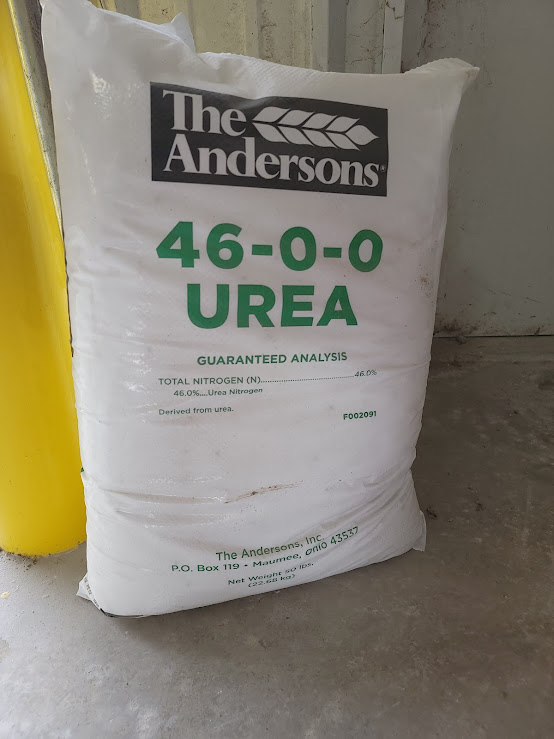 The
Andersons®
46-0-0
UREA
GUARANTEED ANALYSIS
TOTAL NITROGEN (N)..........................................46.0%
46.0%....Urea Nitrogen
Derived from urea.
F002091
The Andersons, Inc.
P.O. Box 119 • Maumee, Ohio 43537
Net Weight 50 lbs.
(22.68 kg)